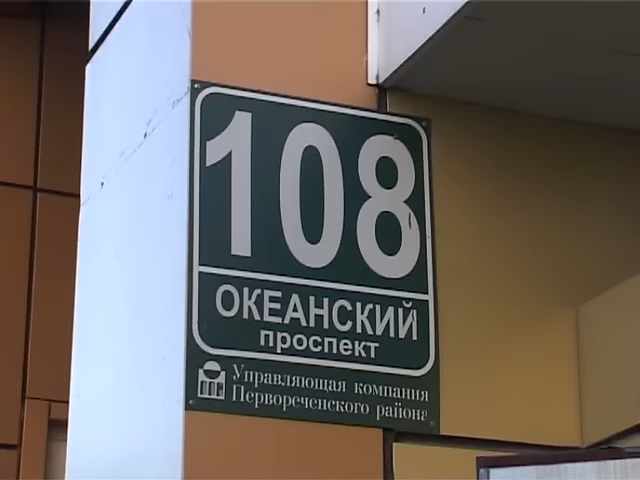 108
ОКЕАНСКИЙ
проспект
Управляющая компания
Первореченского района